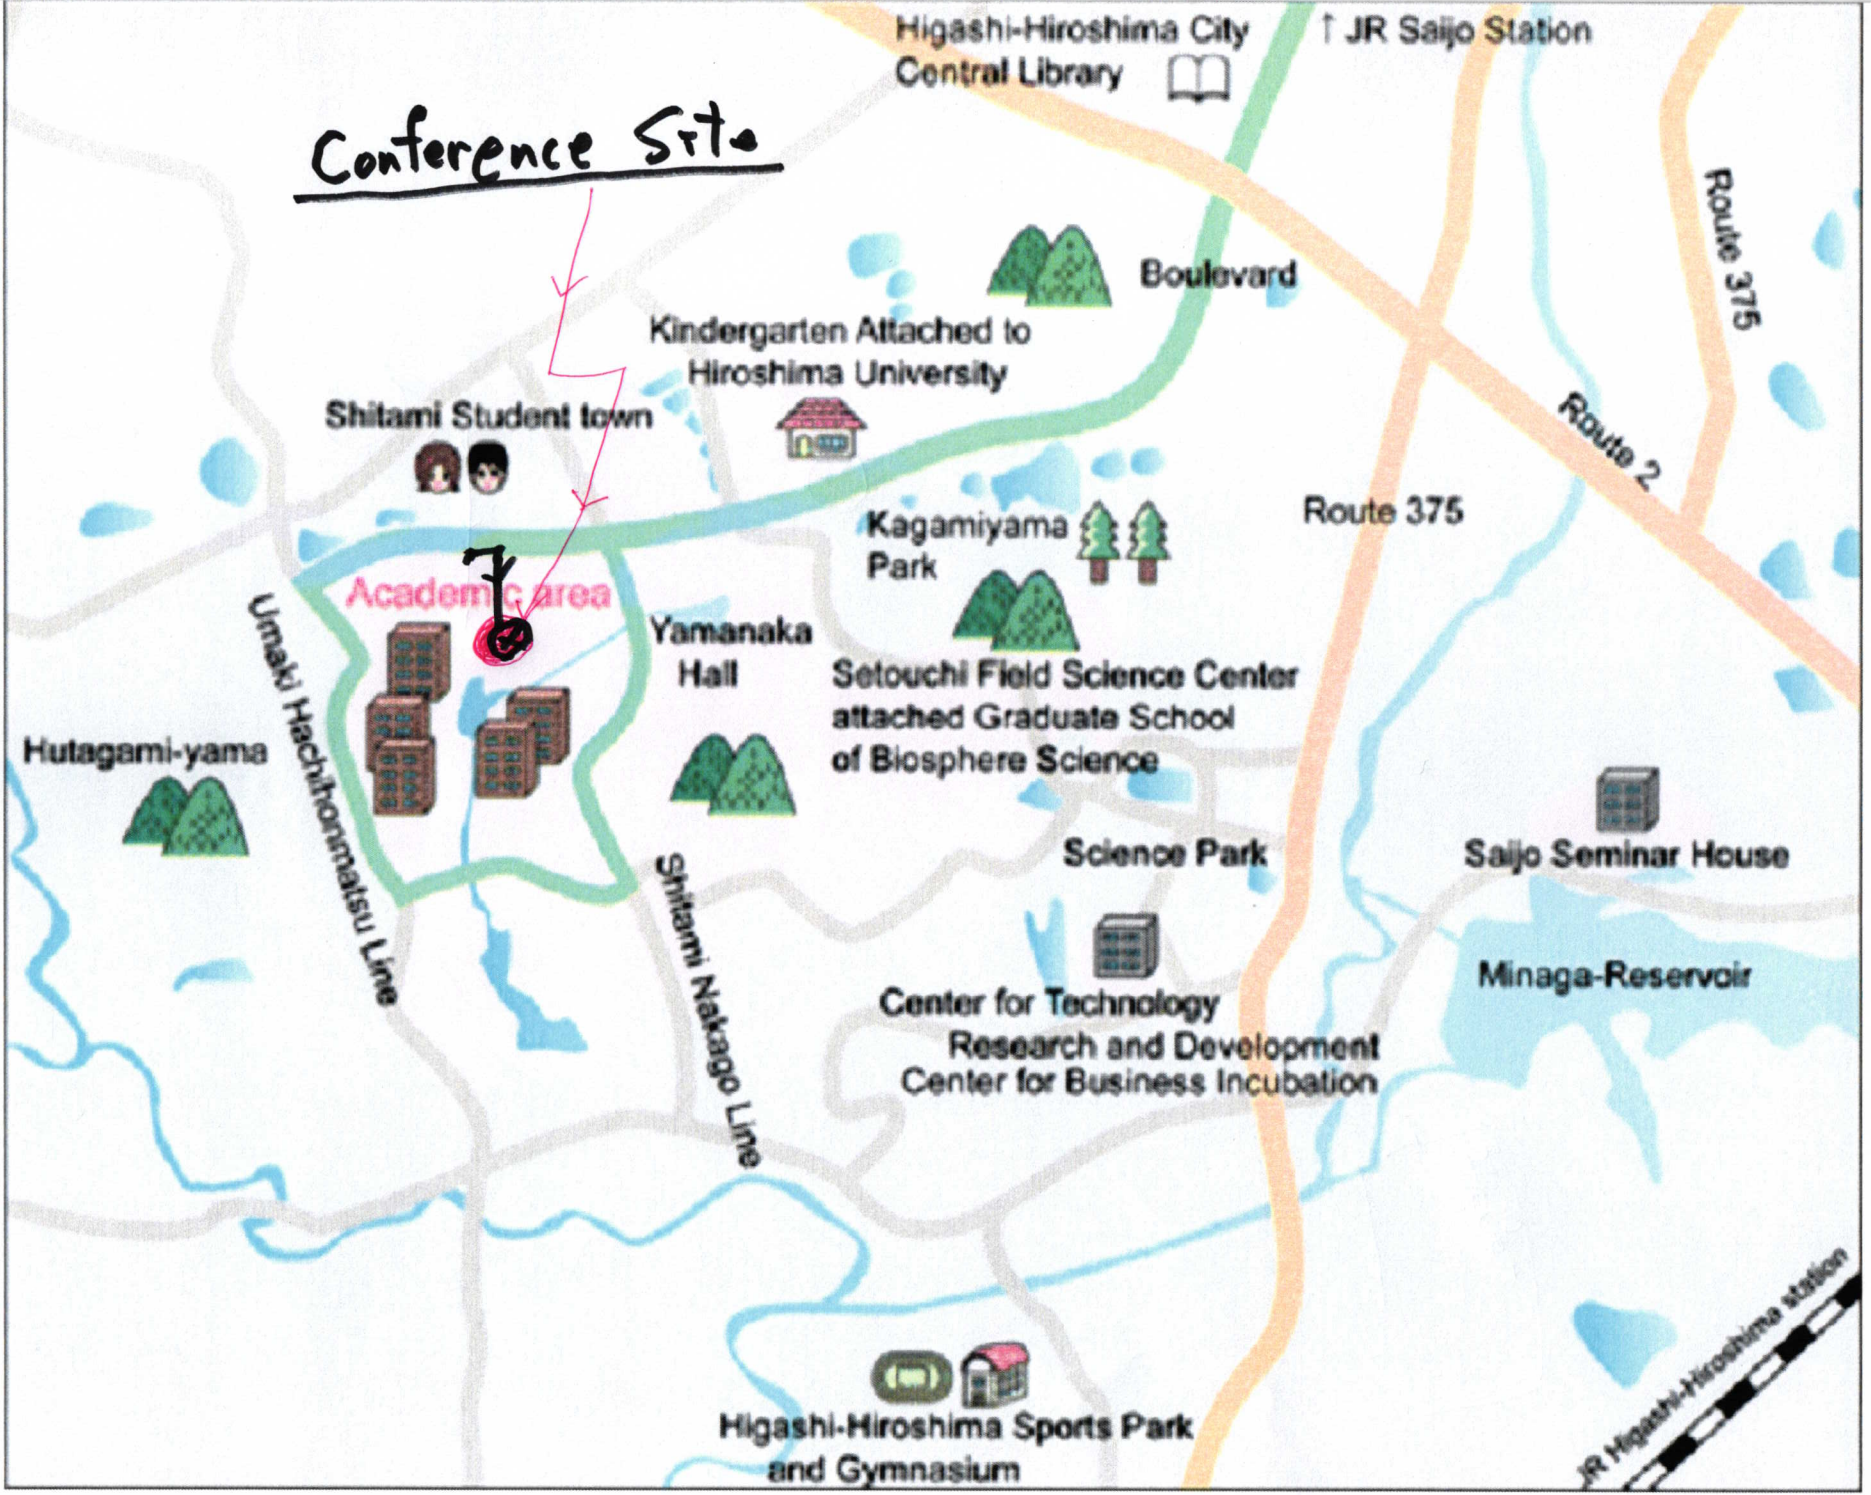 Higashi-Hiroshima City
Central Library
↑ JR Saijo Station
Conference Site
Route 375
Boulevard
Kindergarten Attached to
Hiroshima University
Shitami Student town
Route 2
Route 375
Kagamiyama
Park
Academic area
Umaki Hachihonmatsu Line
Yamanaka
Hall
Setouchi Field Science Center
attached Graduate School
of Biosphere Science
Hutagami-yama
Science Park
Saijo Seminar House
Shitami Nakago Line
Minaga-Reservoir
Center for Technology
Research and Development
Center for Business Incubation
JR Higashi-Hiroshima station
Higashi-Hiroshima Sports Park
and Gymnasium